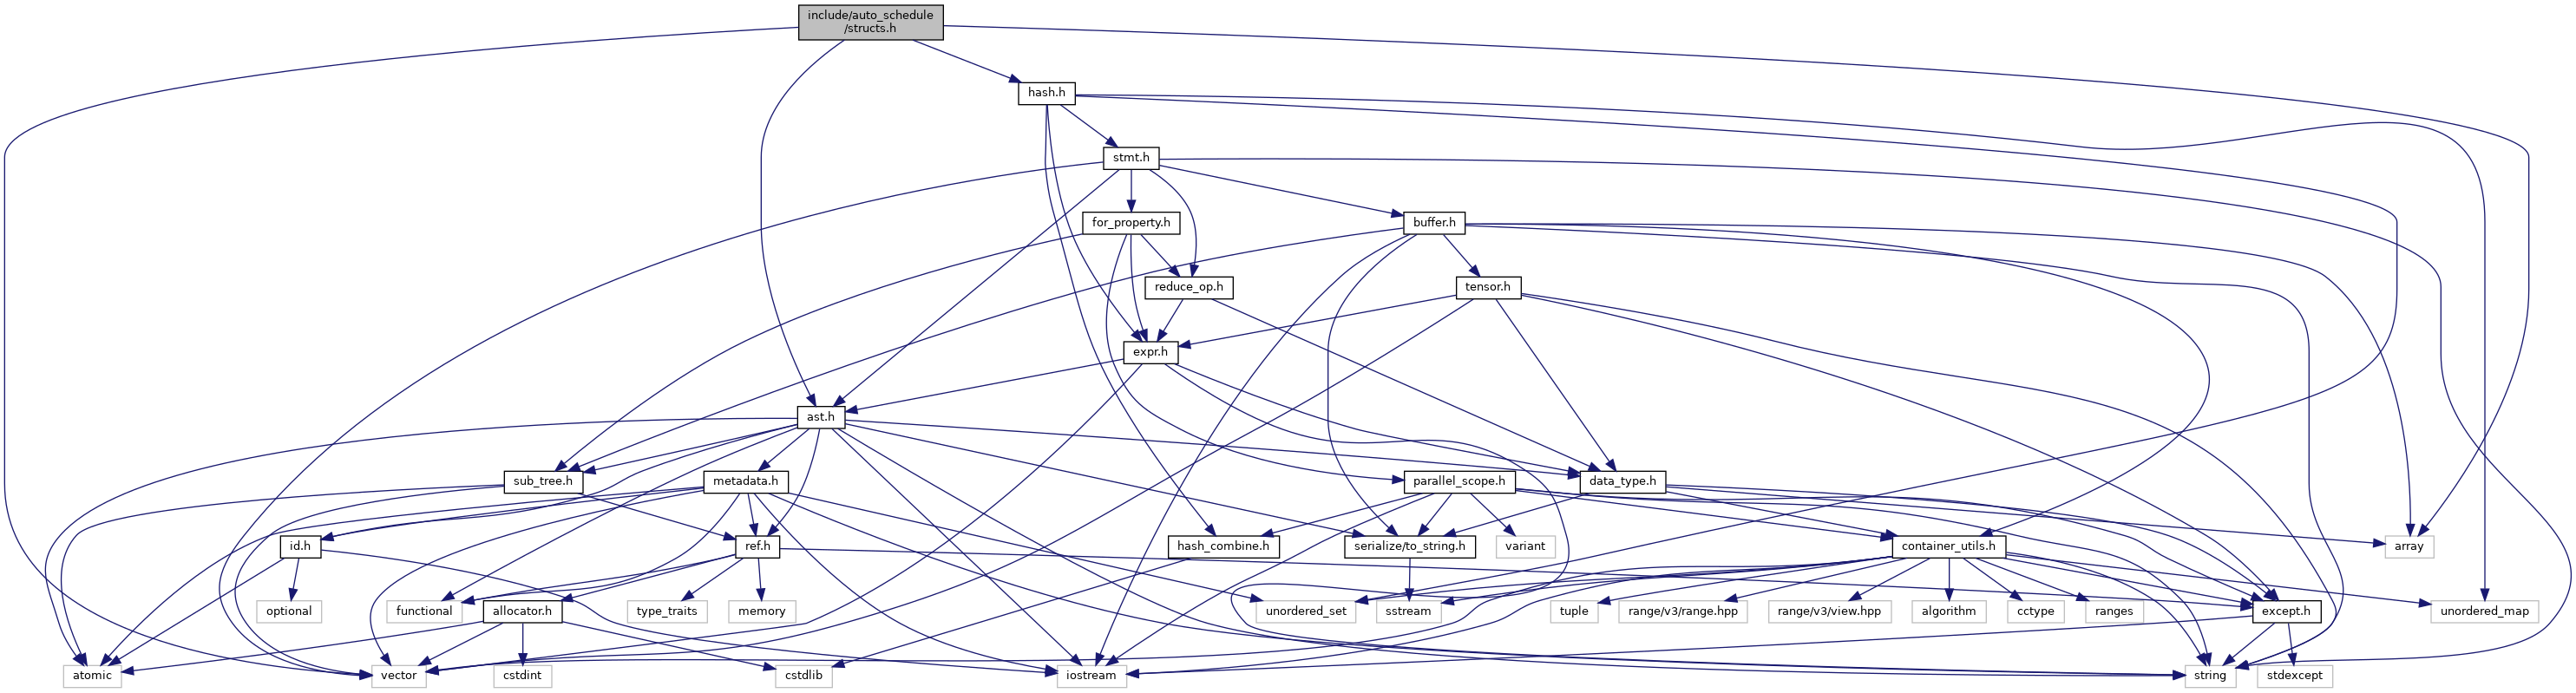 include/auto_schedule
/structs.h
hash.h
stmt.h
for_property.h
buffer.h
reduce_op.h
tensor.h
expr.h
ast.h
sub_tree.h
metadata.h
parallel_scope.h
data_type.h
id.h
ref.h
hash_combine.h
serialize/to_string.h
variant
container_utils.h
array
optional
functional
allocator.h
type_traits
memory
unordered_set
sstream
tuple
range/v3/range.hpp
range/v3/view.hpp
algorithm
cctype
ranges
except.h
unordered_map
atomic
vector
cstdint
cstdlib
iostream
string
stdexcept